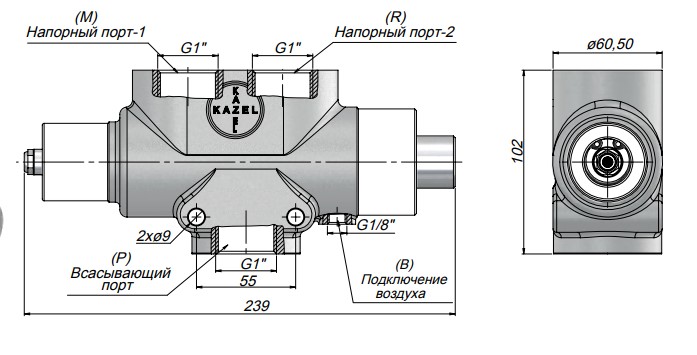 (M)
Напорный порт-1
(R)
Напорный порт-2
G1"
G1"
ø60,50
KAZEL
KAZEL
102
2xø9
G1/8"
(P)
Всасывающий
порт
G1"
55
(B)
Подключение
воздуха
239